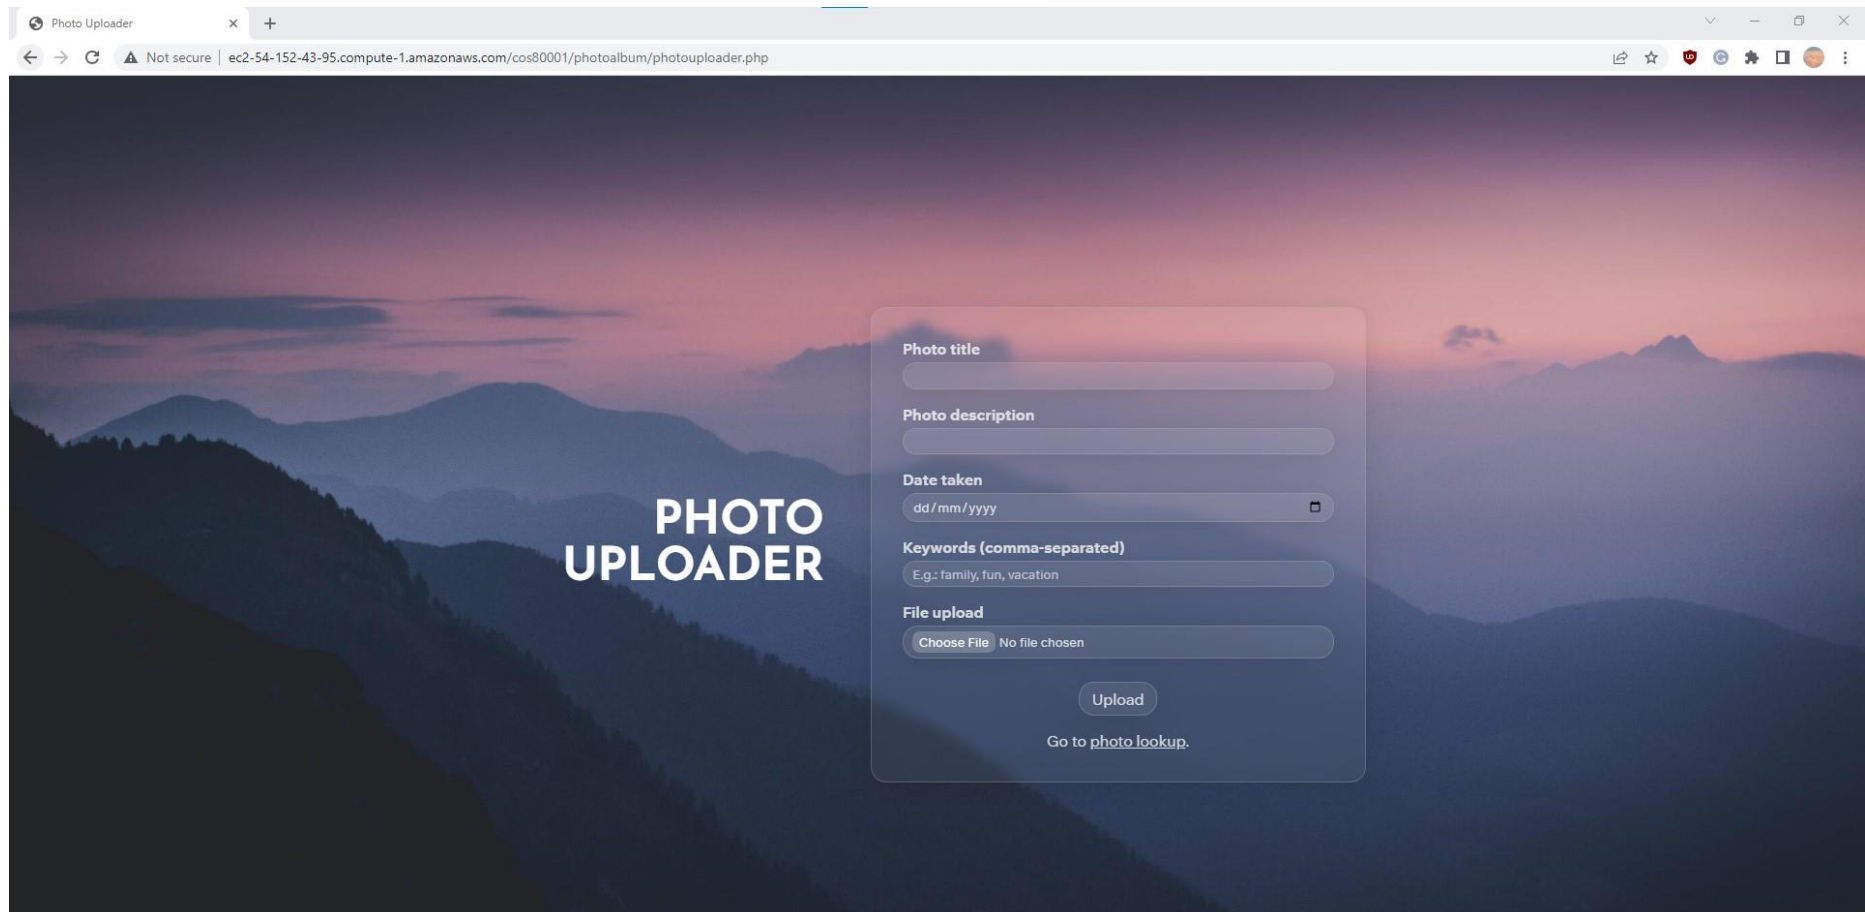 Photo Uploader
Not secure | ec2-54-152-43-95.compute-1.amazonaws.com/cos80001/photoalbum/photouploader.php
PHOTO
UPLOADER
Photo title
Photo description
Date taken
dd/mm/yyyy
Keywords (comma-separated)
E.g.: family, fun, vacation
File upload
Choose File No file chosen
Upload
Go to photo lookup.